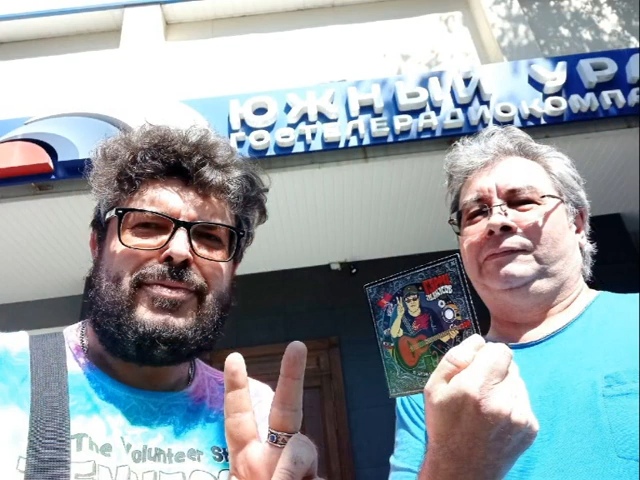 ЮЖНЫЙ УРА
ГОСТЕЛЕРАДИОКОМПА
The Volunteer St